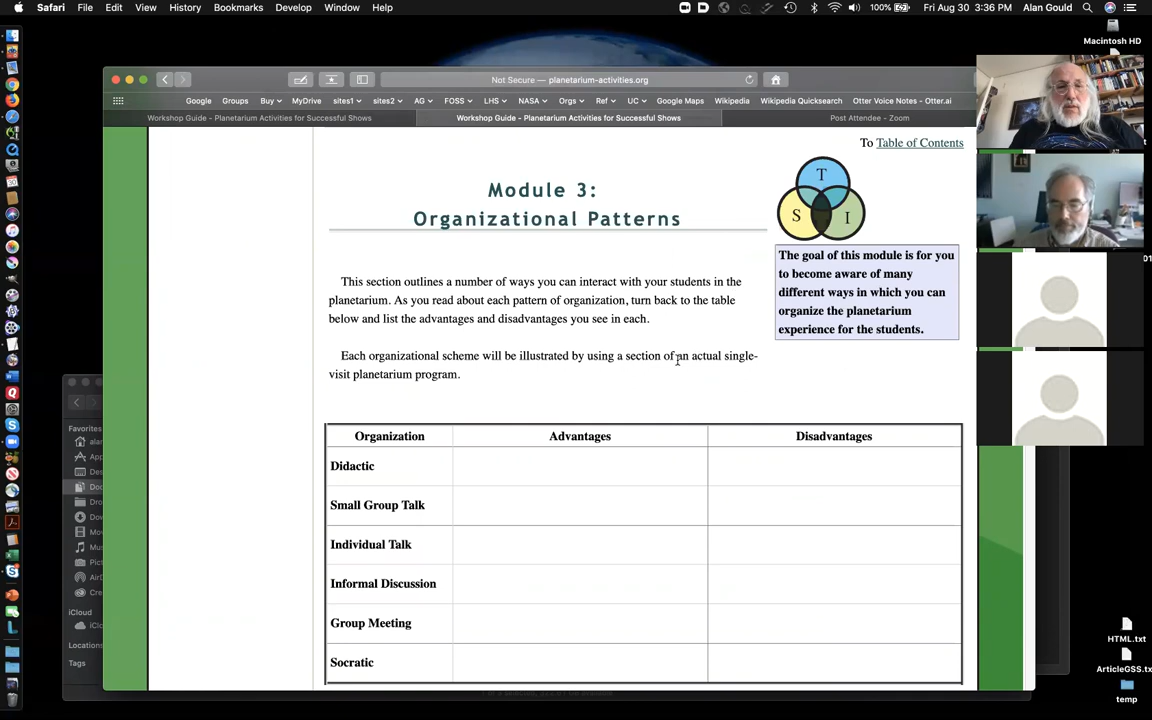 Safari File Edit View History Bookmarks Develop Window Help 100% Fri Aug 30 3:36 PM Alan Gould
Macintosh HD
Not Secure — planetarium-activities.org
Google Groups Buy MyDrive sites1 sites2 AG FOSS LHS NASA Orgs Ref UC Google Maps Wikipedia Wikipedia Quicksearch Otter Voice Notes - Otter.ai
Workshop Guide - Planetarium Activities for Successful Shows Workshop Guide - Planetarium Activities for Successful Shows Post Attendee - Zoom
To Table of Contents
Module 3:
Organizational Patterns
T
S I
The goal of this module is for you
to become aware of many
different ways in which you can
organize the planetarium
experience for the students.
This section outlines a number of ways you can interact with your students in the
planetarium. As you read about each pattern of organization, turn back to the table
below and list the advantages and disadvantages you see in each.
Each organizational scheme will be illustrated by using a section of an actual single-
visit planetarium program.
Organization Advantages Disadvantages
Didactic
Small Group Talk
Individual Talk
Informal Discussion
Group Meeting
Socratic
Favorites
iCloud
Locations
Tags
HTML.txt
ArticleGSS.tx
temp